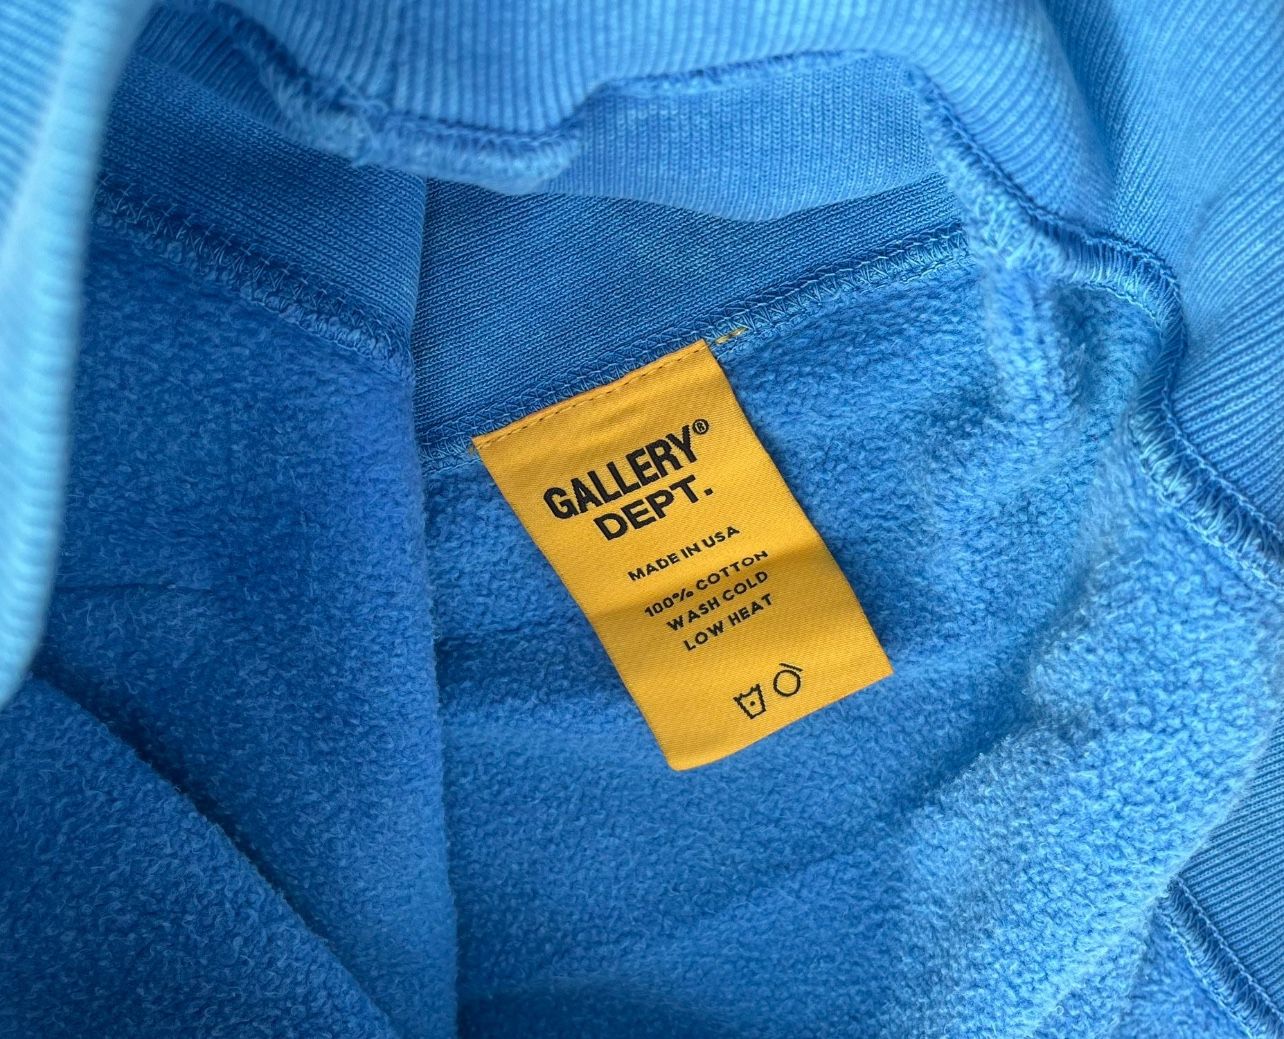 GALLERY®
DEPT.
MADE IN USA
100% COTTON
WASH COLD
LOW HEAT